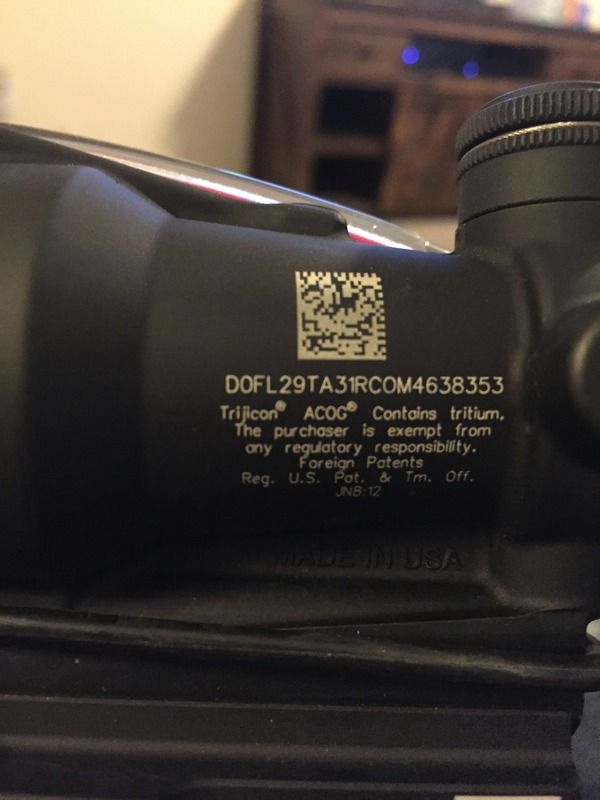 D0FL29TA31RCOM4638353
Trijicon® ACOG® Contains tritium.
The purchaser is exempt from
any regulatory responsibility.
Foreign Patents
Reg. U.S. Pat. & Tm. Off.
JN8:12
MADE IN USA